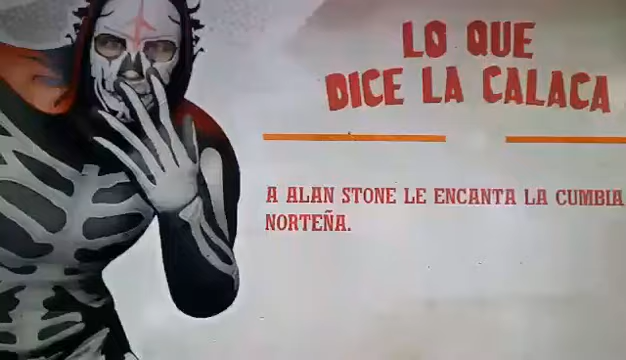 LO QUE
DICE LA CALACA
A ALAN STONE LE ENCANTA LA CUMBIA
NORTEÑA.